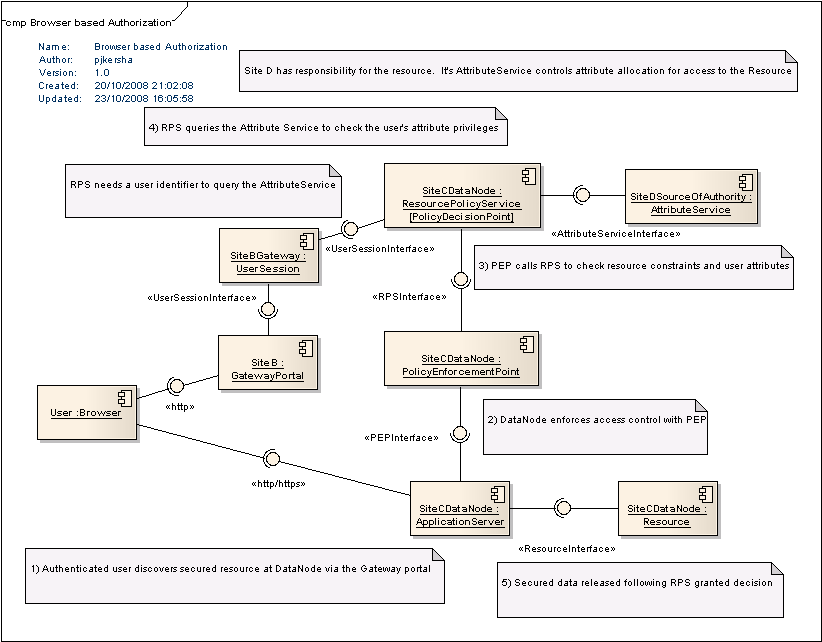 cmp Browser based Authorization
Name: Browser based Authorization
Author: pjkersha
Version: 1.0
Created: 20/10/2008 21:02:08
Updated: 23/10/2008 16:05:58
Site D has responsibility for the resource. It's AttributeService controls attribute allocation for access to the Resource
4) RPS queries the Attribute Service to check the user's attribute privileges
RPS needs a user identifier to query the AttributeService
SiteCDataNode :
ResourcePolicyService
[PolicyDecisionPoint]
SiteDSourceOfAuthority :
AttributeService
«AttributeServiceInterface»
«UserSessionInterface»
SiteBGateway :
UserSession
3) PEP calls RPS to check resource constraints and user attributes
«UserSessionInterface»
«RPSInterface»
SiteB :
GatewayPortal
SiteCDataNode :
PolicyEnforcementPoint
User :Browser
«http»
2) DataNode enforces access control with PEP
«PEPInterface»
«http/https»
SiteCDataNode :
ApplicationServer
SiteCDataNode :
Resource
«ResourceInterface»
1) Authenticated user discovers secured resource at DataNode via the Gateway portal
5) Secured data released following RPS granted decision